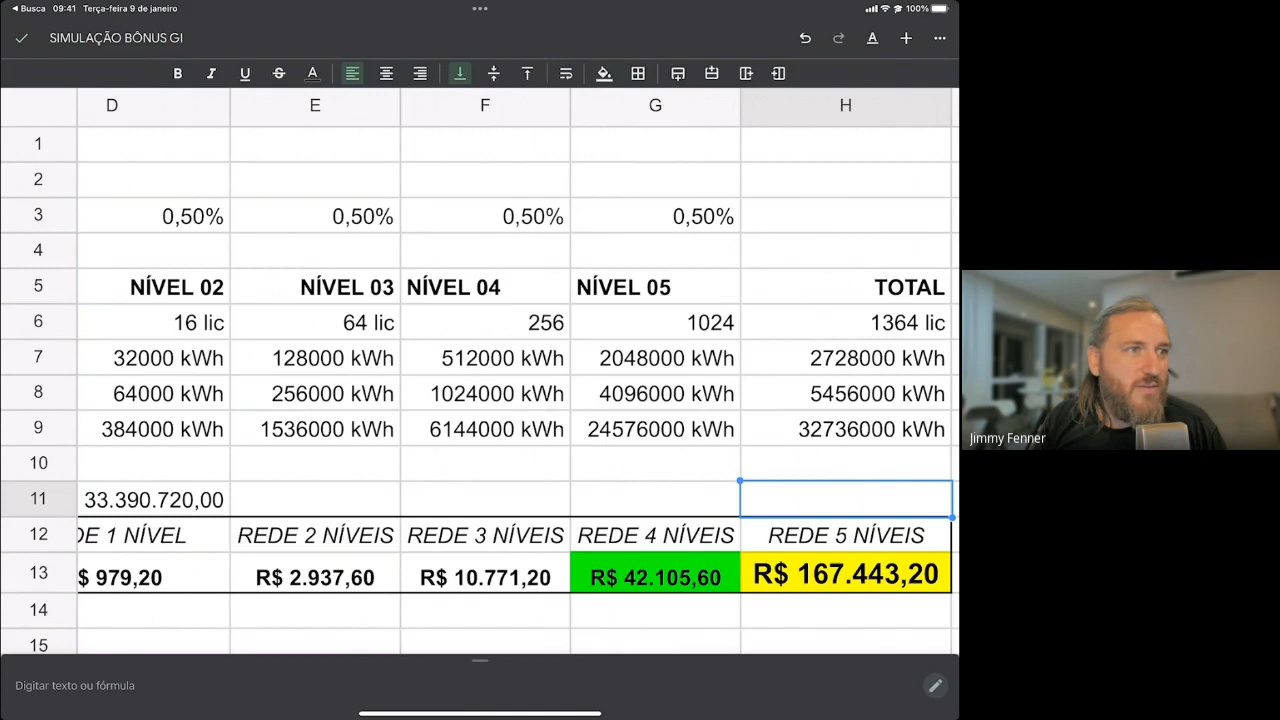 Busca 09:41 Terça-feira 9 de janeiro 100%
SIMULAÇÃO BÔNUS GI
B I U S A
D E F G H
1
2
3 0,50% 0,50% 0,50% 0,50%
4
5 NÍVEL 02 NÍVEL 03 NÍVEL 04 NÍVEL 05 TOTAL
6 16 lic 64 lic 256 1024 1364 lic
7 32000 kWh 128000 kWh 512000 kWh 2048000 kWh 2728000 kWh
8 64000 kWh 256000 kWh 1024000 kWh 4096000 kWh 5456000 kWh
9 384000 kWh 1536000 kWh 6144000 kWh 24576000 kWh 32736000 kWh
10
11 33.390.720,00
12 DE 1 NÍVEL REDE 2 NÍVEIS REDE 3 NÍVEIS REDE 4 NÍVEIS REDE 5 NÍVEIS
13 $ 979,20 R$ 2.937,60 R$ 10.771,20 R$ 42.105,60 R$ 167.443,20
14
15
Digitar texto ou fórmula
Jimmy Fenner